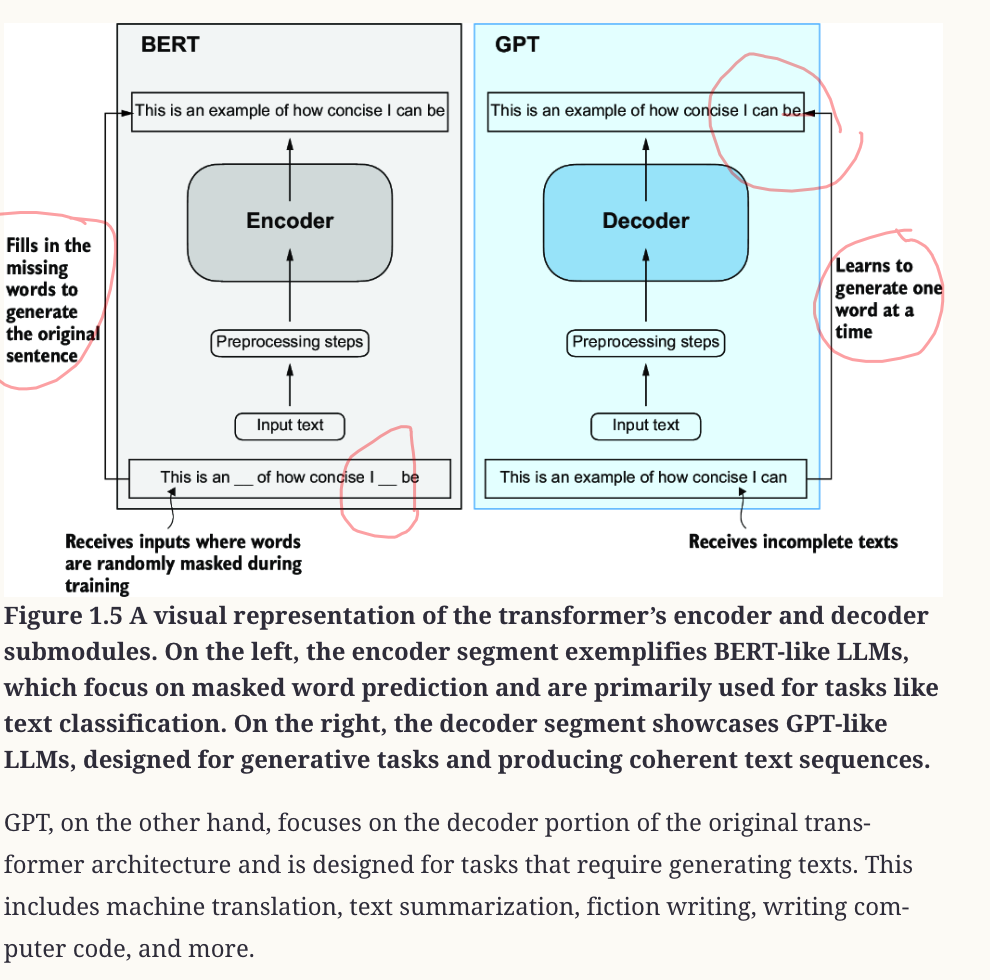 BERT
GPT
This is an example of how concise I can be
This is an example of how concise I can be
Encoder
Decoder
Fills in the
missing
words to
generate
the original
sentence
Learns to
generate one
word at a
time
Preprocessing steps
Preprocessing steps
Input text
Input text
This is an __ of how concise I __ be
This is an example of how concise I can
Receives inputs where words
are randomly masked during
training
Receives incomplete texts
Figure 1.5 A visual representation of the transformer’s encoder and decoder
submodules. On the left, the encoder segment exemplifies BERT-like LLMs,
which focus on masked word prediction and are primarily used for tasks like
text classification. On the right, the decoder segment showcases GPT-like
LLMs, designed for generative tasks and producing coherent text sequences.
GPT, on the other hand, focuses on the decoder portion of the original trans-
former architecture and is designed for tasks that require generating texts. This
includes machine translation, text summarization, fiction writing, writing com-
puter code, and more.